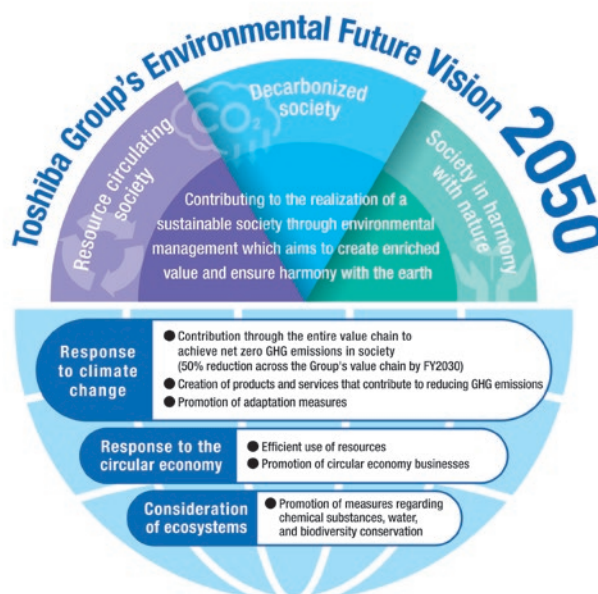 Toshiba Group's Environmental Future Vision 2050
Resource circulating
society
CO₂
Decarbonized
society
Society in harmony
with nature
Contributing to the realization of a
sustainable society through environmental
management which aims to create enriched
value and ensure harmony with the earth
Response
to climate
change
● Contribution through the entire value chain to
achieve net zero GHG emissions in society
(50% reduction across the Group's value chain by FY2030)
● Creation of products and services that contribute to reducing GHG emissions
● Promotion of adaptation measures
Response to the
circular economy
● Efficient use of resources
● Promotion of circular economy businesses
Consideration
of ecosystems
● Promotion of measures regarding
chemical substances, water,
and biodiversity conservation